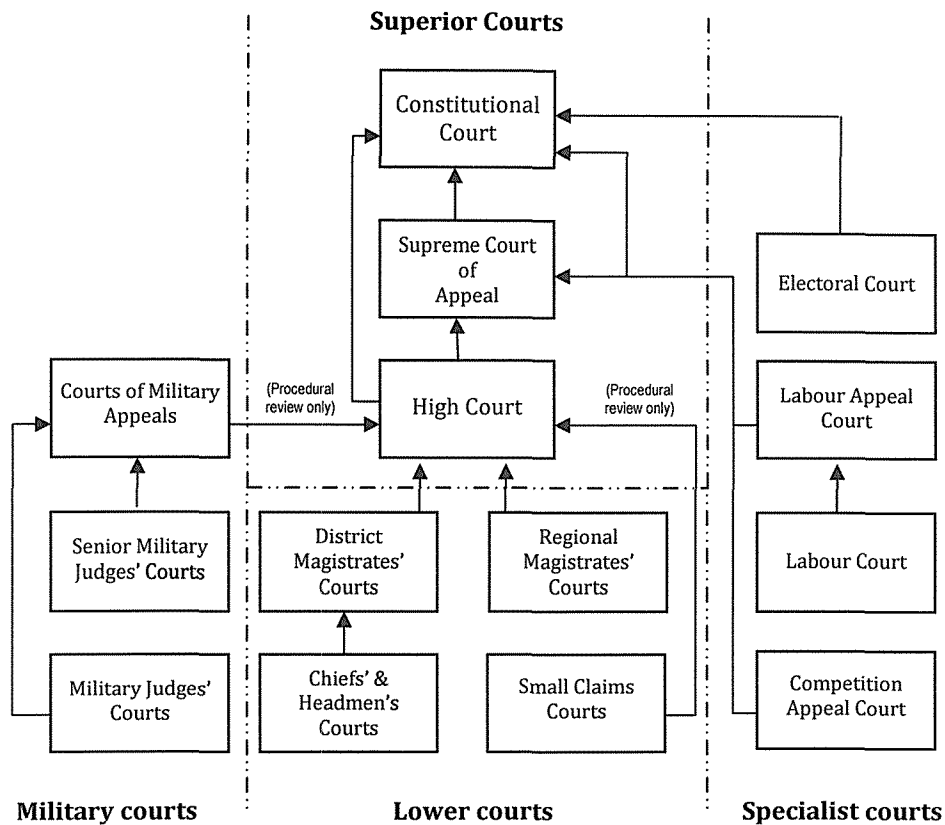 Superior Courts
Constitutional
Court
Supreme Court
of
Appeal
Electoral Court
Courts of Military
Appeals
(Procedural
review only)
High Court
(Procedural
review only)
Labour Appeal
Court
Senior Military
Judges' Courts
District
Magistrates'
Courts
Regional
Magistrates'
Courts
Labour Court
Military Judges'
Courts
Chiefs' &
Headmen's
Courts
Small Claims
Courts
Competition
Appeal Court
Military courts
Lower courts
Specialist courts